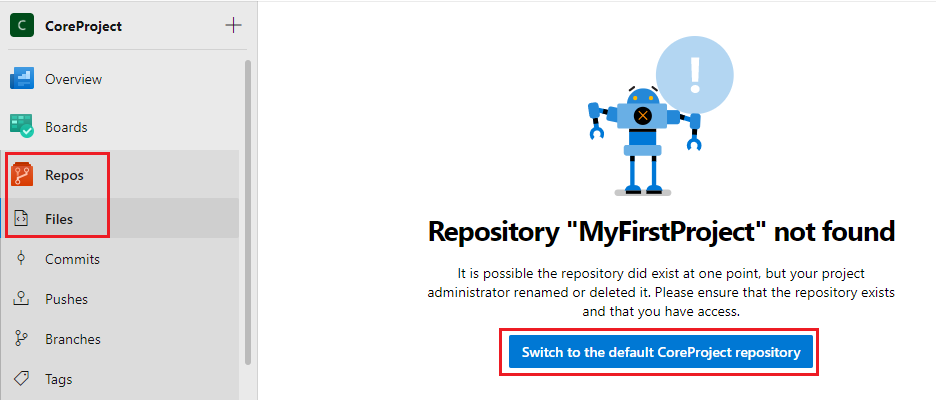 C CoreProject +
Overview
Boards
Repos
Files
Commits
Pushes
Branches
Tags
!
Repository "MyFirstProject" not found
It is possible the repository did exist at one point, but your project
administrator renamed or deleted it. Please ensure that the repository exists
and that you have access.
Switch to the default CoreProject repository